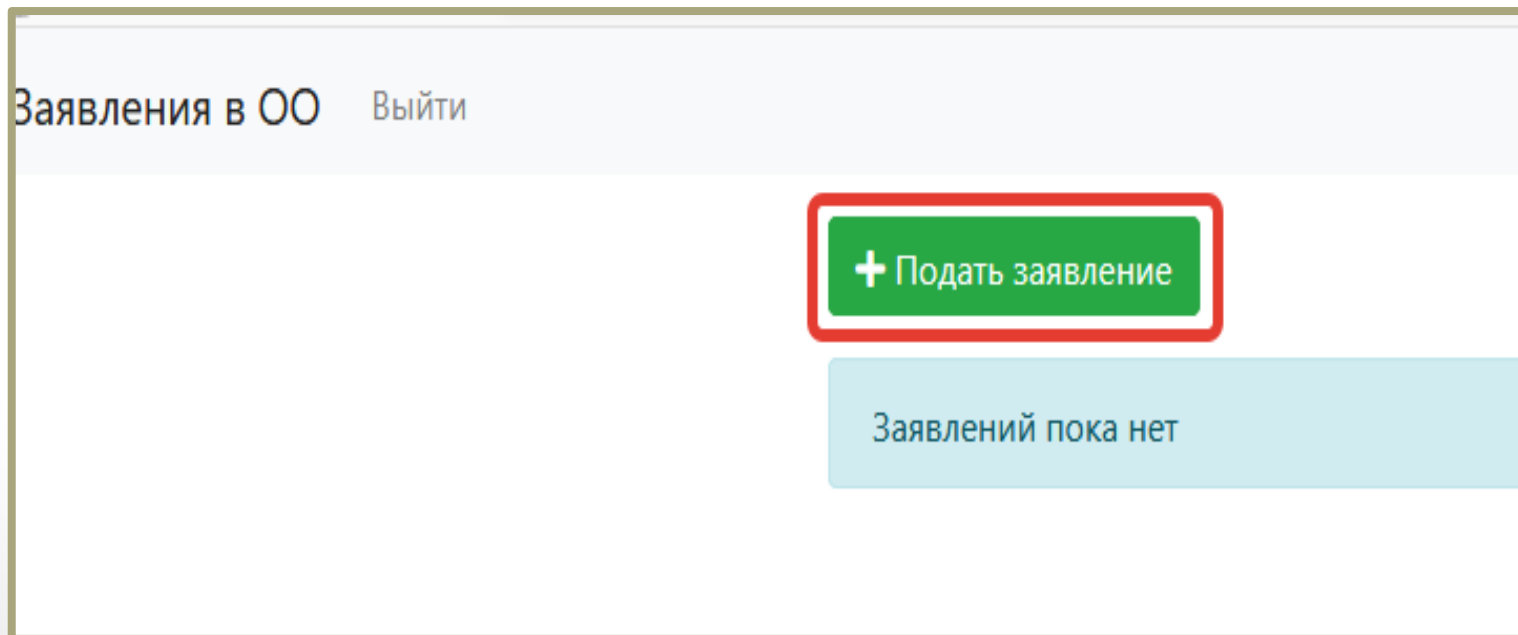 Заявления в ОО Выйти
+ Подать заявление
Заявлений пока нет